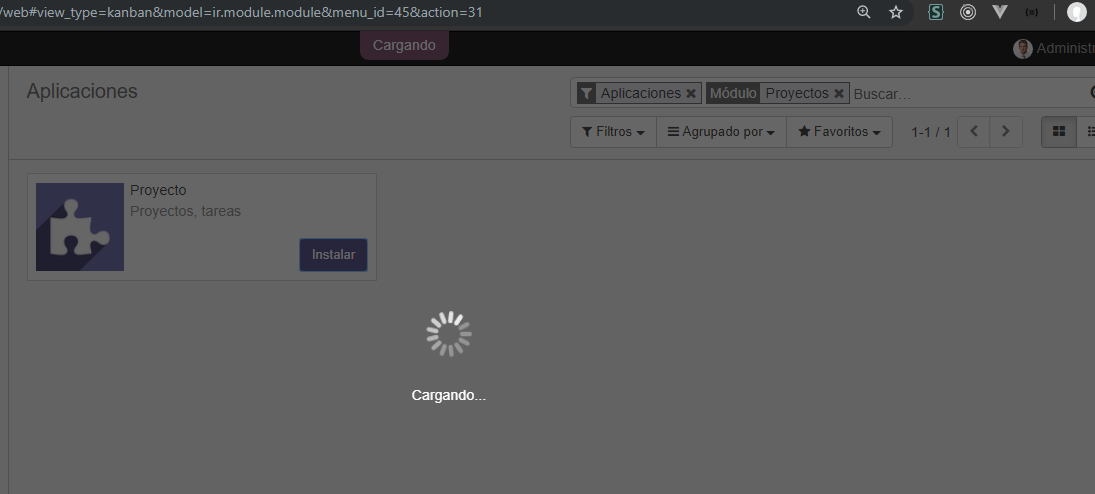 /web#view_type=kanban&model=ir.module.module&menu_id=45&action=31
Cargando
Administr
Aplicaciones
Aplicaciones
Módulo Proyectos
Buscar...
Filtros
Agrupado por
Favoritos
1-1 / 1
Proyecto
Proyectos, tareas
Instalar
Cargando...